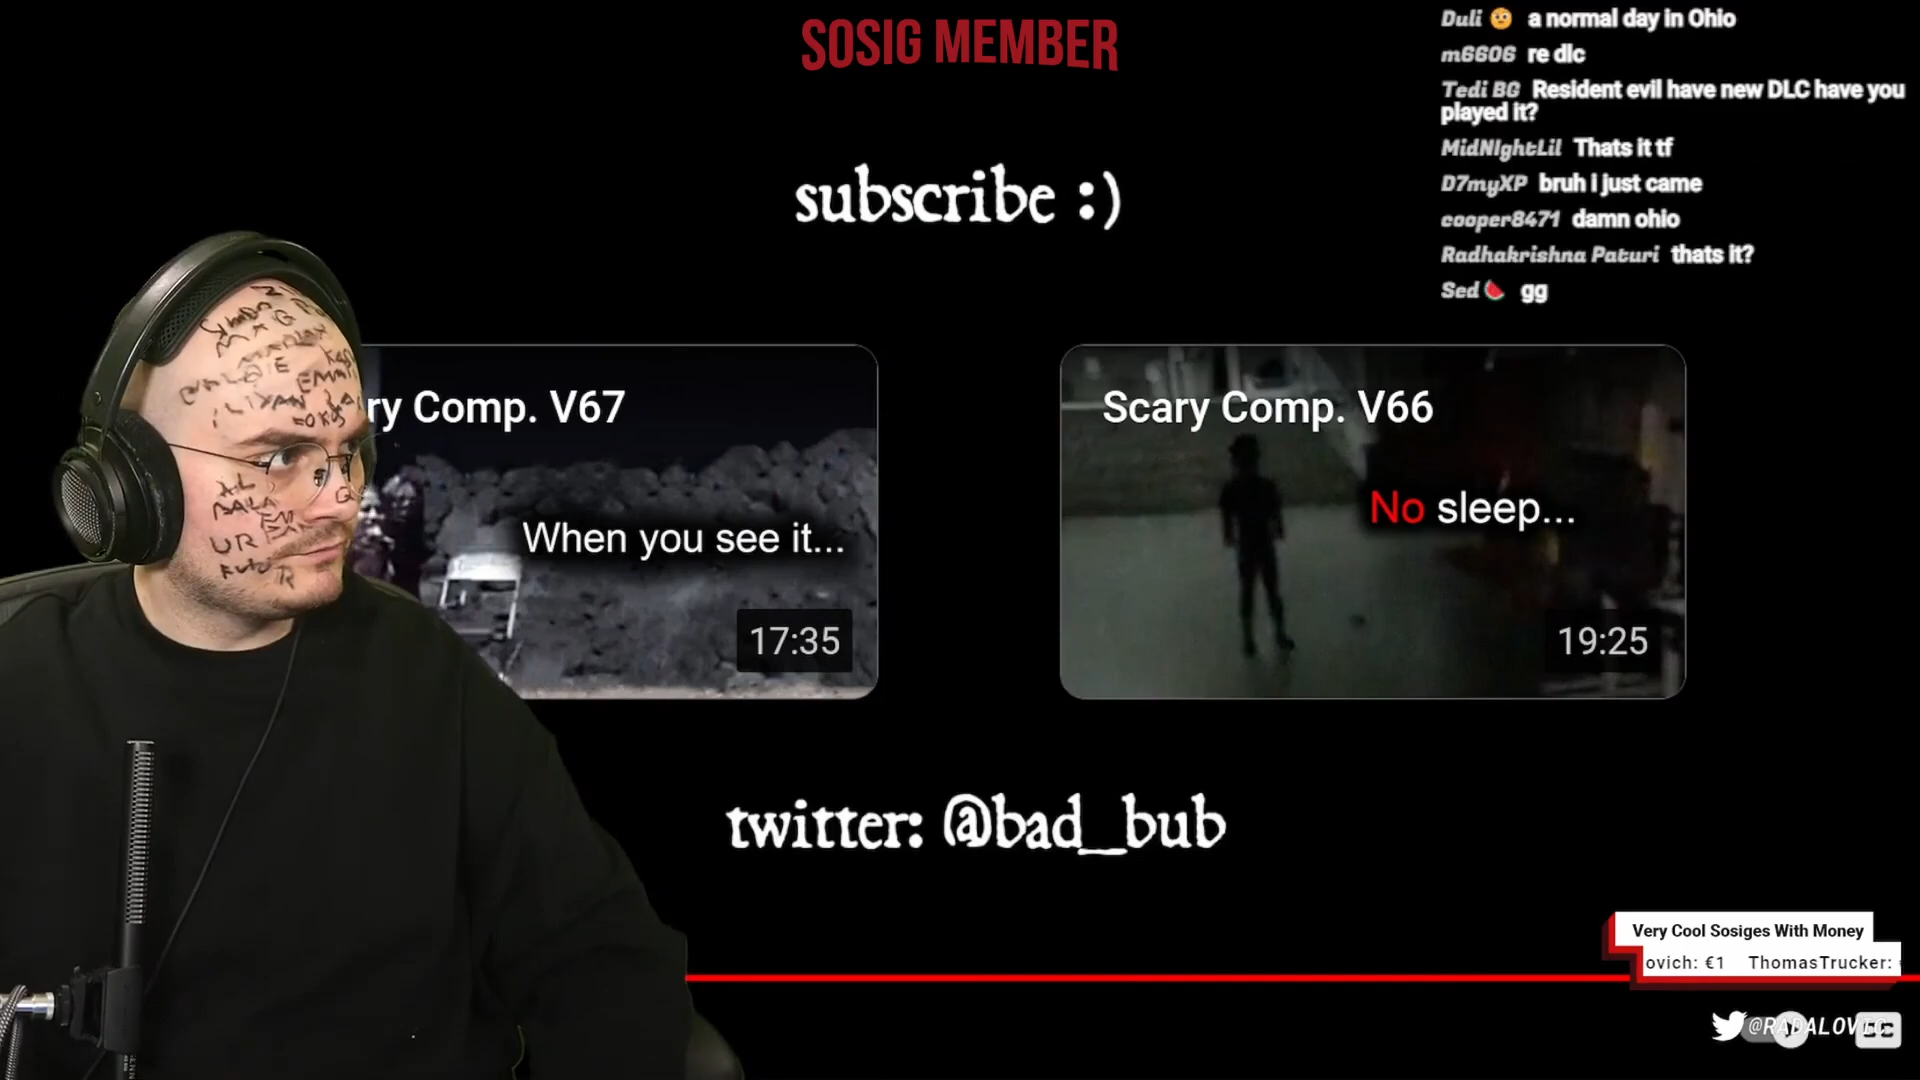 SOSIG MEMBER
Duli a normal day in Ohio
m6606 re dlc
Tedi BG Resident evil have new DLC have you
played it?
MidNIghtLil Thats it tf
D7myXP bruh i just came
cooper8471 damn ohio
Radhakrishna Paturi thats it?
Sed gg
subscribe :)
ry Comp. V67
When you see it...
17:35
Scary Comp. V66
No sleep...
19:25
EMM
UR
twitter: @bad_bub
Very Cool Sosiges With Money
ovich: €1 ThomasTrucker:
@RADALOVIC